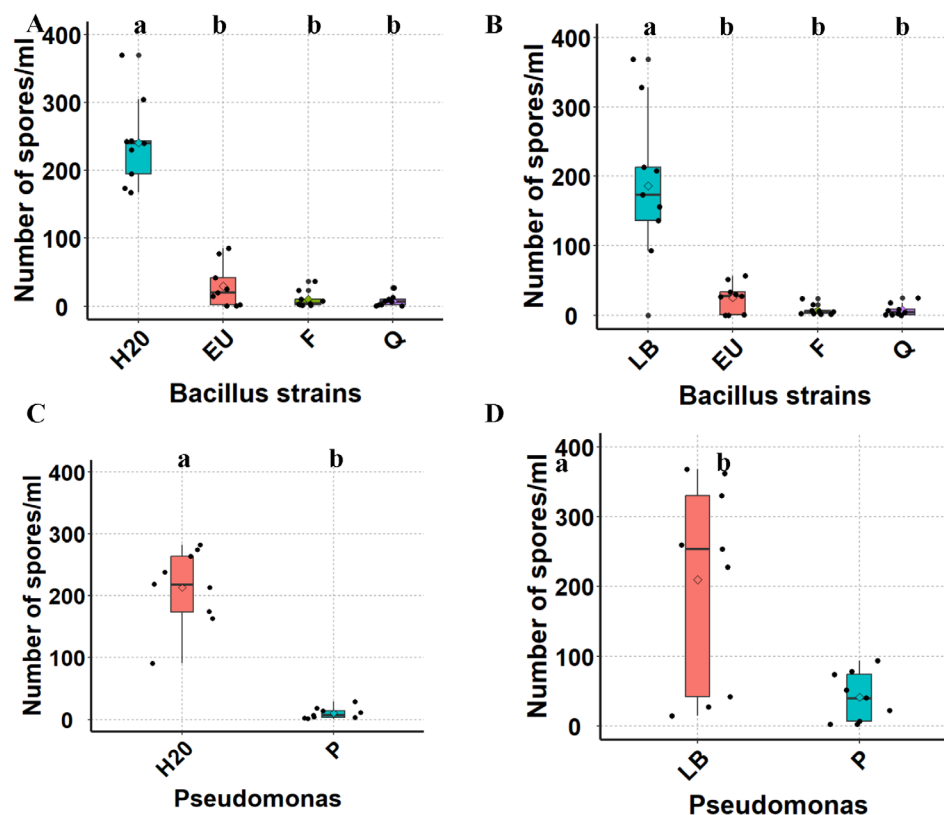 A
a b b b
Number of spores/ml
400
300
200
100
0
H20 EU F Q
Bacillus strains
B
a b b b
Number of spores/ml
400
300
200
100
0
LB EU F Q
Bacillus strains
C
a b
Number of spores/ml
400
300
200
100
0
H20 P
Pseudomonas
D
a b
Number of spores/ml
400
300
200
100
0
LB P
Pseudomonas